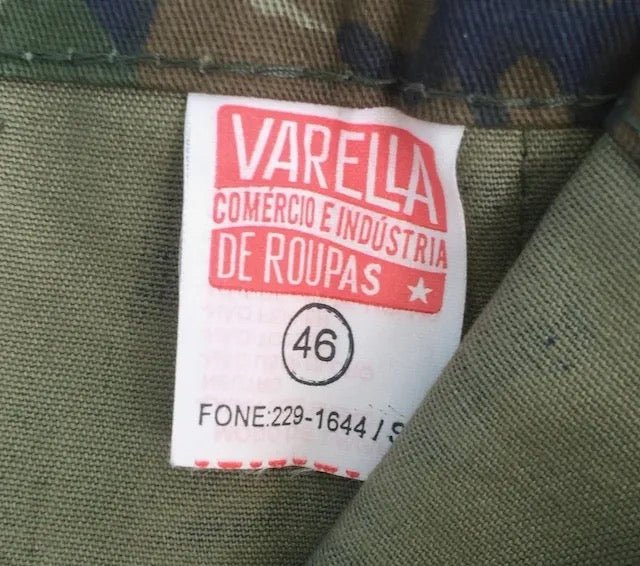 VARELLA
COMÉRCIO E INDÚSTRIA
DE ROUPAS
46
FONE:229-1644 / S